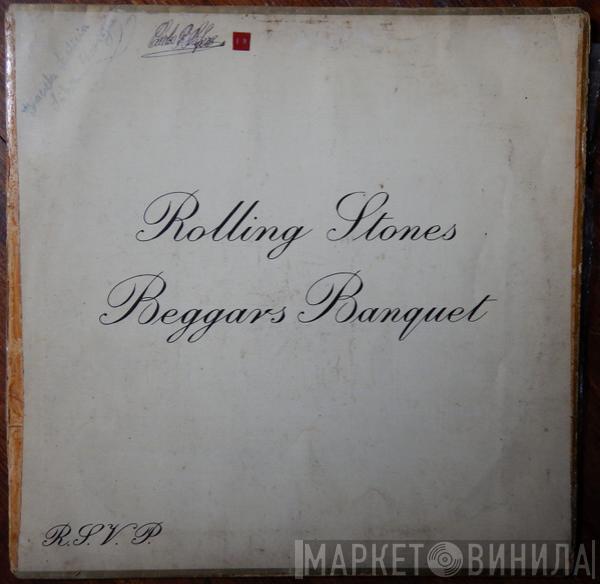 Rolling Stones
Beggars Banquet
R.S.V.P.
МАРКЕТ ВИНИЛА